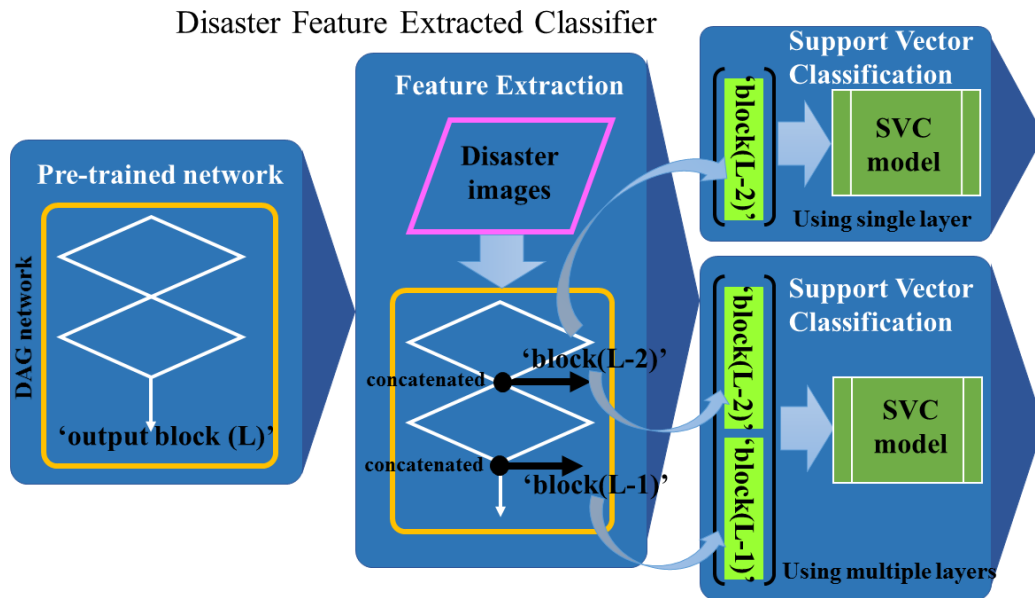 Disaster Feature Extracted Classifier
Pre-trained network
DAG network
‘output block (L)’
Feature Extraction
Disaster
images
‘block(L-2)’
concatenated
concatenated
‘block(L-1)’
Support Vector
Classification
‘block(L-2)’
SVC
model
Using single layer
Support Vector
Classification
‘block(L-2)’
‘block(L-1)’
SVC
model
Using multiple layers